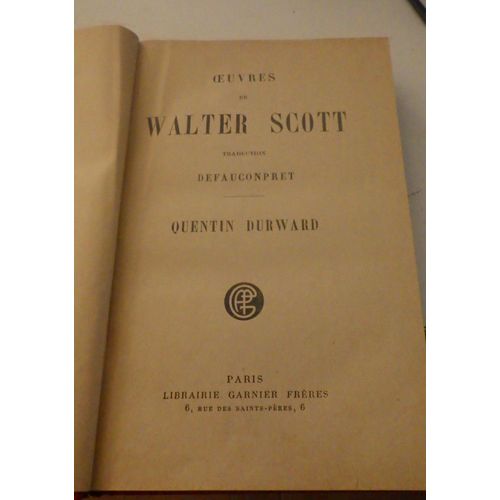 ŒUVRES
DE
WALTER SCOTT
TRADUCTION
DEFAUCONPRET
QUENTIN DURWARD
PARIS
LIBRAIRIE GARNIER FRÈRES
6, RUE DES SAINTS-PÈRES, 6